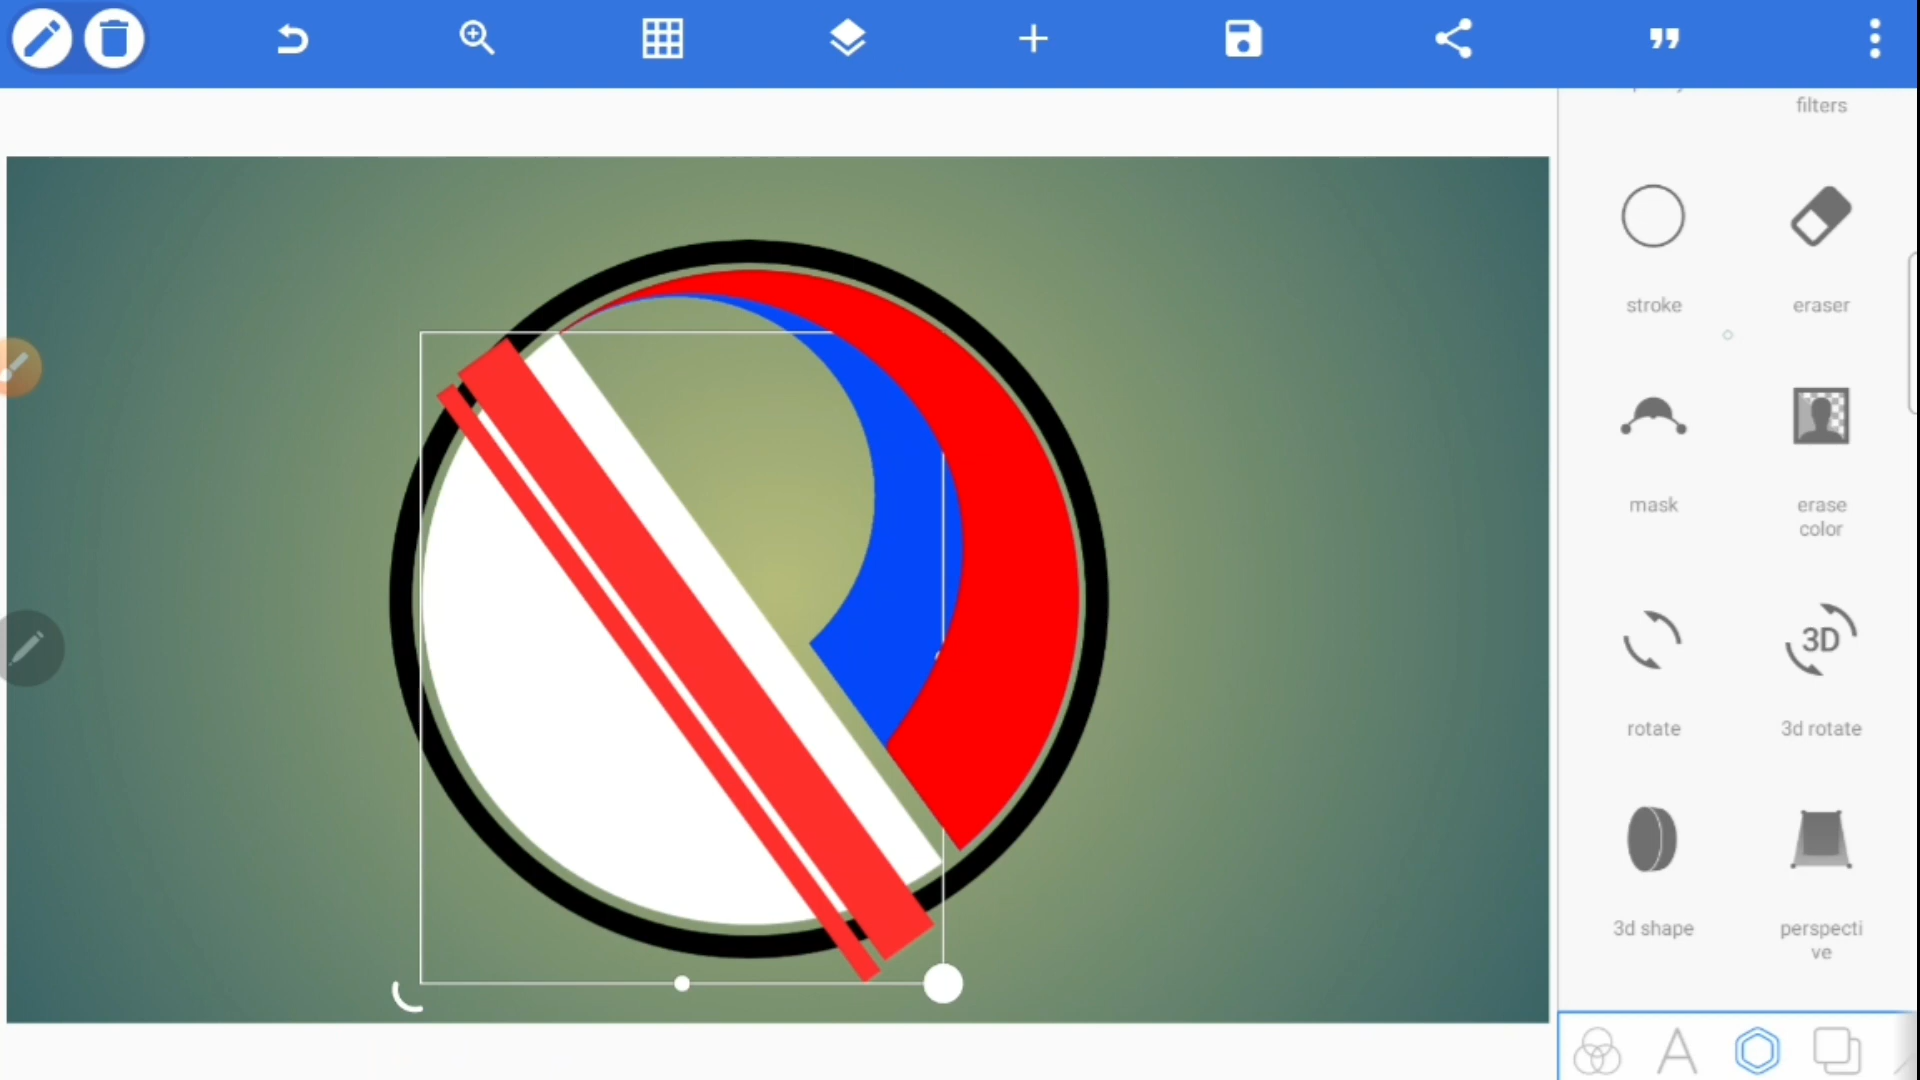 filters
stroke
eraser
mask
erase
color
rotate
3D
3d rotate
3d shape
perspecti
ve